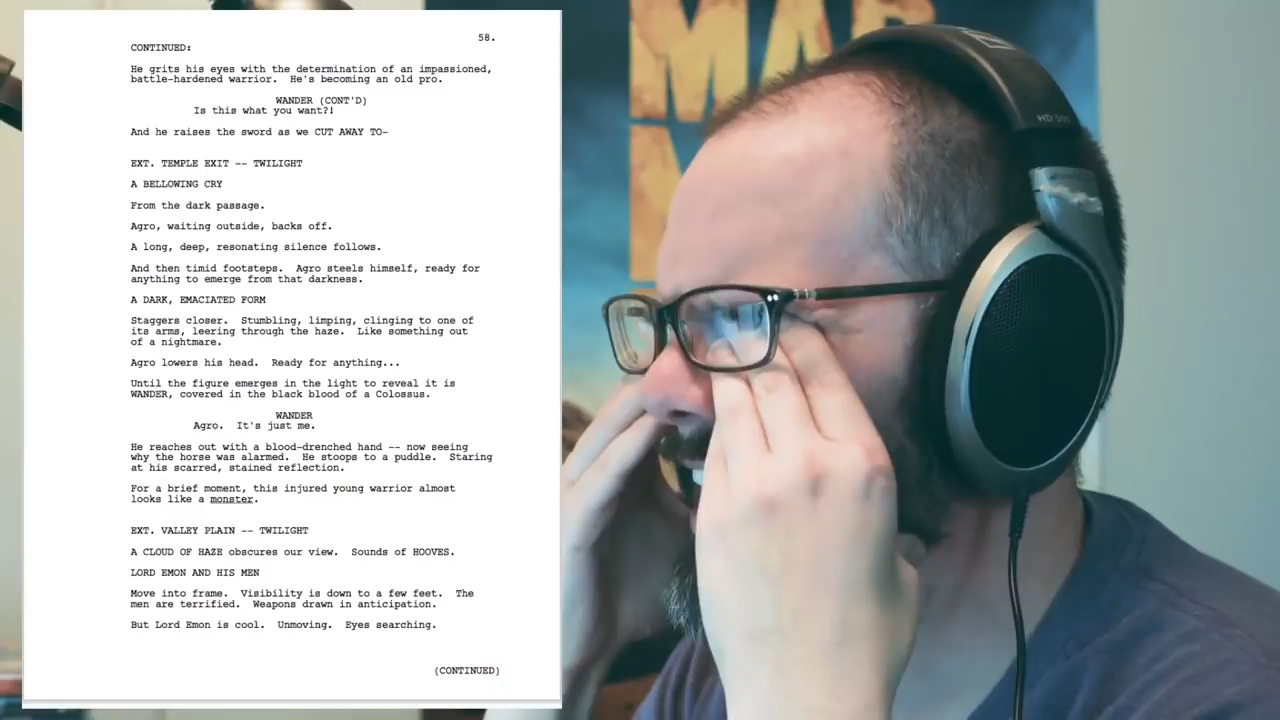 58.
CONTINUED:
He grits his eyes with the determination of an impassioned,
battle-hardened warrior.  He's becoming an old pro.
WANDER (CONT'D)
Is this what you want?!
And he raises the sword as we CUT AWAY TO-
EXT. TEMPLE EXIT -- TWILIGHT
A BELLOWING CRY
From the dark passage.
Agro, waiting outside, backs off.
A long, deep, resonating silence follows.
And then timid footsteps.  Agro steels himself, ready for
anything to emerge from that darkness.
A DARK, EMACIATED FORM
Staggers closer.  Stumbling, limping, clinging to one of
its arms, leering through the haze.  Like something out
of a nightmare.
Agro lowers his head.  Ready for anything...
Until the figure emerges in the light to reveal it is
WANDER, covered in the black blood of a Colossus.
WANDER
Agro.  It's just me.
He reaches out with a blood-drenched hand -- now seeing
why the horse was alarmed.  He stoops to a puddle.  Staring
at his scarred, stained reflection.
For a brief moment, this injured young warrior almost
looks like a monster.
EXT. VALLEY PLAIN -- TWILIGHT
A CLOUD OF HAZE obscures our view.  Sounds of HOOVES.
LORD EMON AND HIS MEN
Move into frame.  Visibility is down to a few feet.  The
men are terrified.  Weapons drawn in anticipation.
But Lord Emon is cool.  Unmoving.  Eyes searching.
(CONTINUED)
MAD
HD